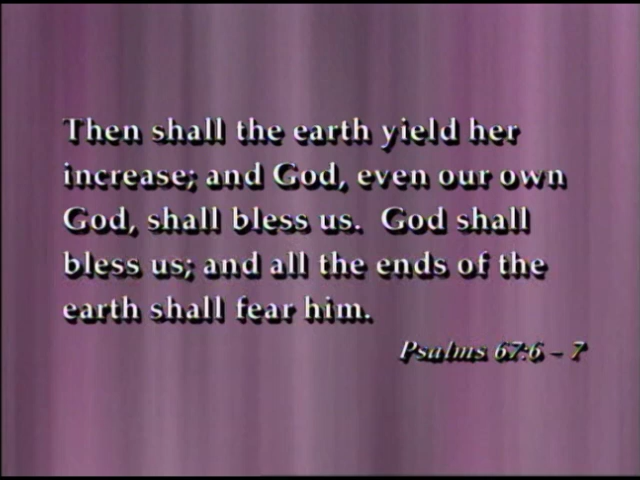 Then shall the earth yield her
increase; and God, even our own
God, shall bless us.  God shall
bless us; and all the ends of the
earth shall fear him.
Psalms 67:6 – 7